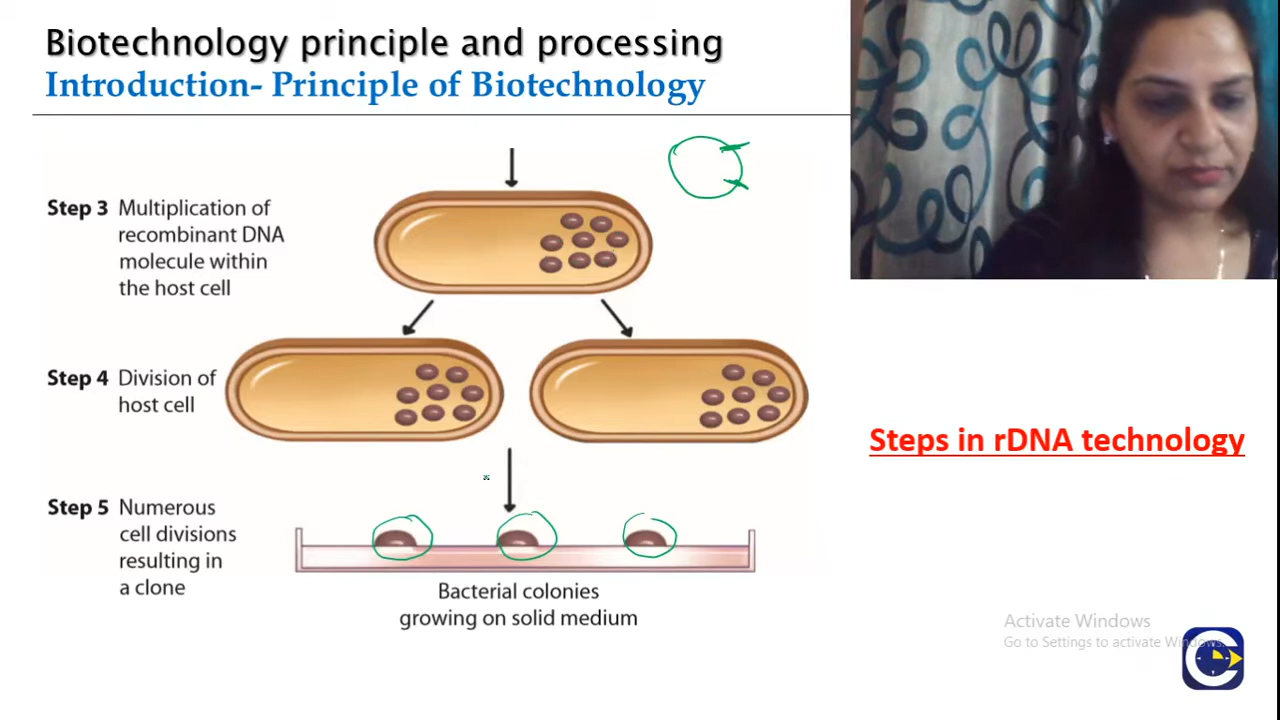 Biotechnology principle and processing
Introduction- Principle of Biotechnology
Step 3 Multiplication of
recombinant DNA
molecule within
the host cell
Step 4 Division of
host cell
Steps in rDNA technology
Step 5 Numerous
cell divisions
resulting in
a clone
Bacterial colonies
growing on solid medium
Activate Windows
Go to Settings to activate Windows.